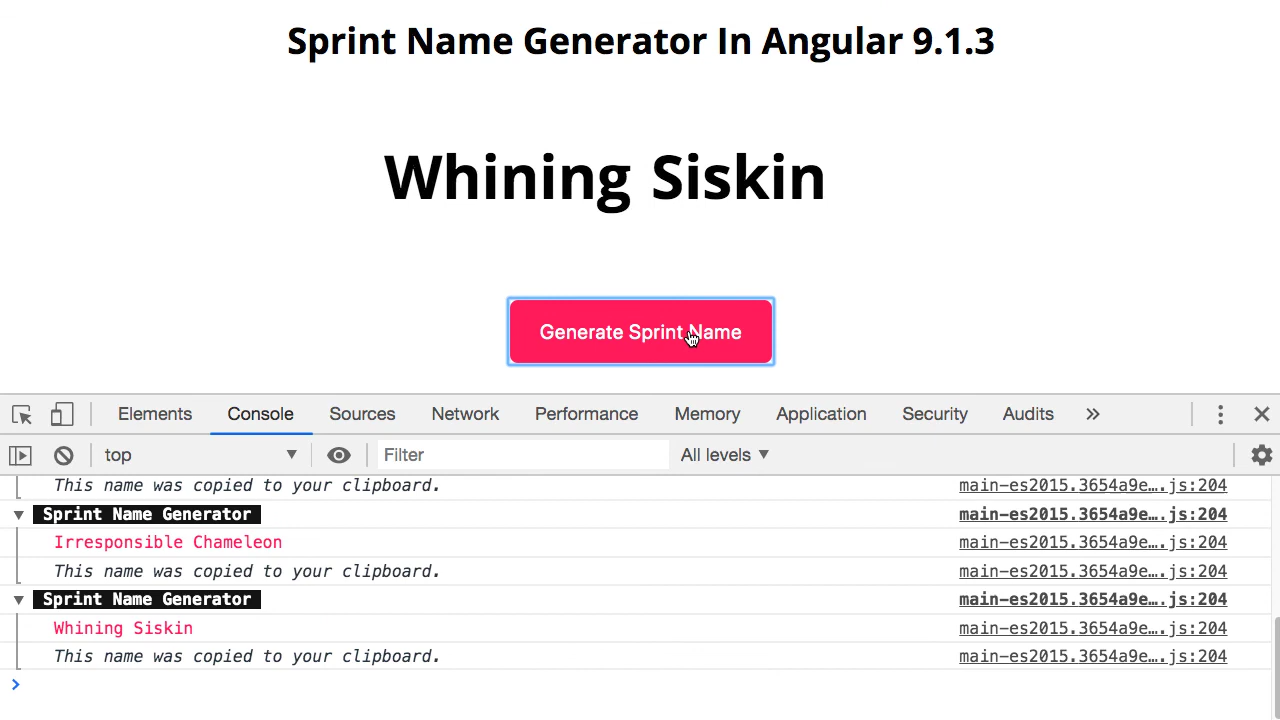 Sprint Name Generator In Angular 9.1.3
Whining Siskin
Generate Sprint Name
Elements Console Sources Network Performance Memory Application Security Audits »
top ▼ Filter All levels ▼
This name was copied to your clipboard. main-es2015.3654a9e….js:204
▼ Sprint Name Generator main-es2015.3654a9e….js:204
Irresponsible Chameleon main-es2015.3654a9e….js:204
This name was copied to your clipboard. main-es2015.3654a9e….js:204
▼ Sprint Name Generator main-es2015.3654a9e….js:204
Whining Siskin main-es2015.3654a9e….js:204
This name was copied to your clipboard. main-es2015.3654a9e….js:204
>